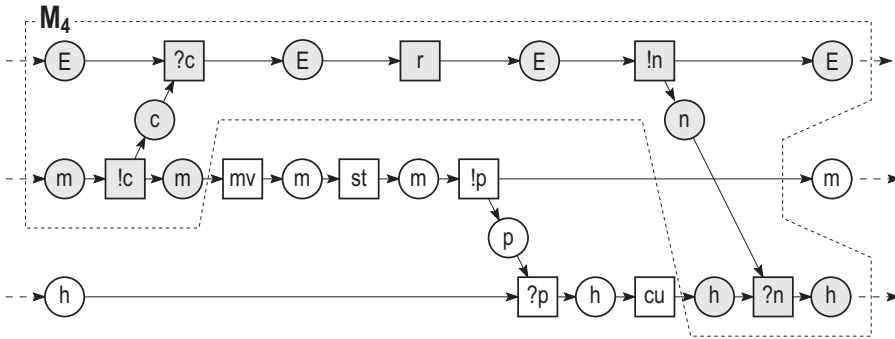 M4
E ?c E r E !n E
c n
m !c m mv m st m !p m
p
h ?p h cu h ?n h